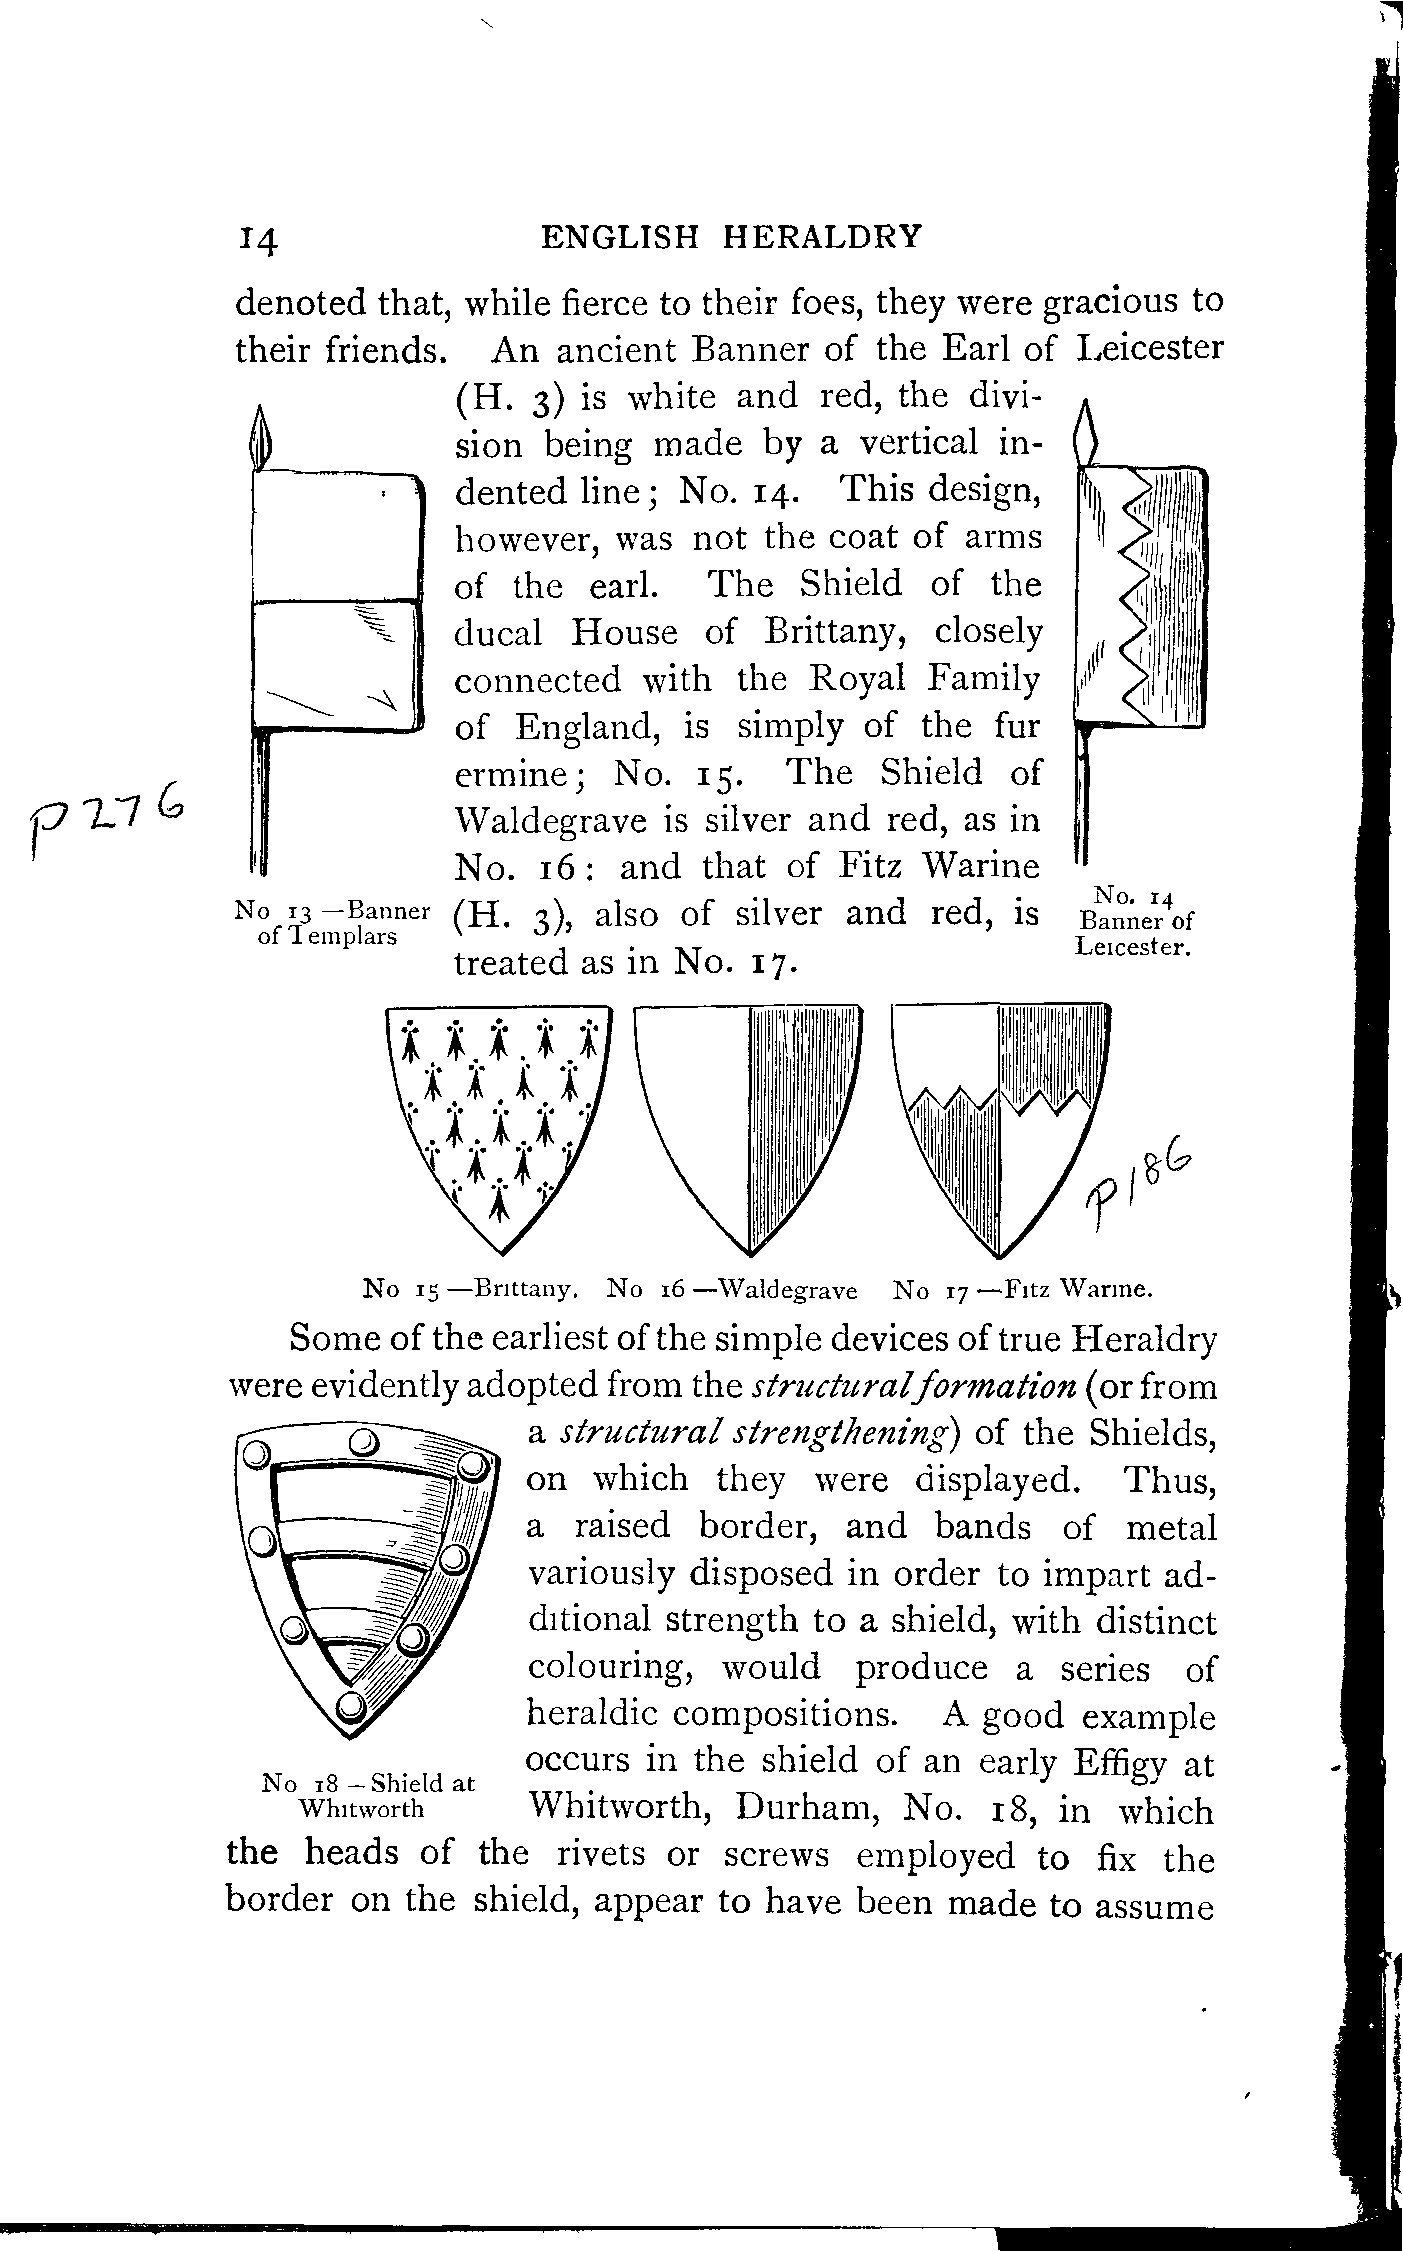 14 ENGLISH HERALDRY
denoted that, while fierce to their foes, they were gracious to
their friends. An ancient Banner of the Earl of Leicester
(H. 3) is white and red, the divi-
sion being made by a vertical in-
dented line; No. 14. This design,
however, was not the coat of arms
of the earl. The Shield of the
ducal House of Brittany, closely
connected with the Royal Family
of England, is simply of the fur
ermine; No. 15. The Shield of
Waldegrave is silver and red, as in
No. 16: and that of Fitz Warine
(H. 3), also of silver and red, is
treated as in No. 17.
p276
No 13 —Banner
of Templars
No. 14
Banner of
Leicester.
p186
No 15 —Brittany. No 16 —Waldegrave No 17 —Fitz Warine.
Some of the earliest of the simple devices of true Heraldry
were evidently adopted from the structural formation (or from
a structural strengthening) of the Shields,
on which they were displayed. Thus,
a raised border, and bands of metal
variously disposed in order to impart ad-
ditional strength to a shield, with distinct
colouring, would produce a series of
heraldic compositions. A good example
occurs in the shield of an early Effigy at
Whitworth, Durham, No. 18, in which
the heads of the rivets or screws employed to fix the
border on the shield, appear to have been made to assume
No 18 – Shield at
Whitworth